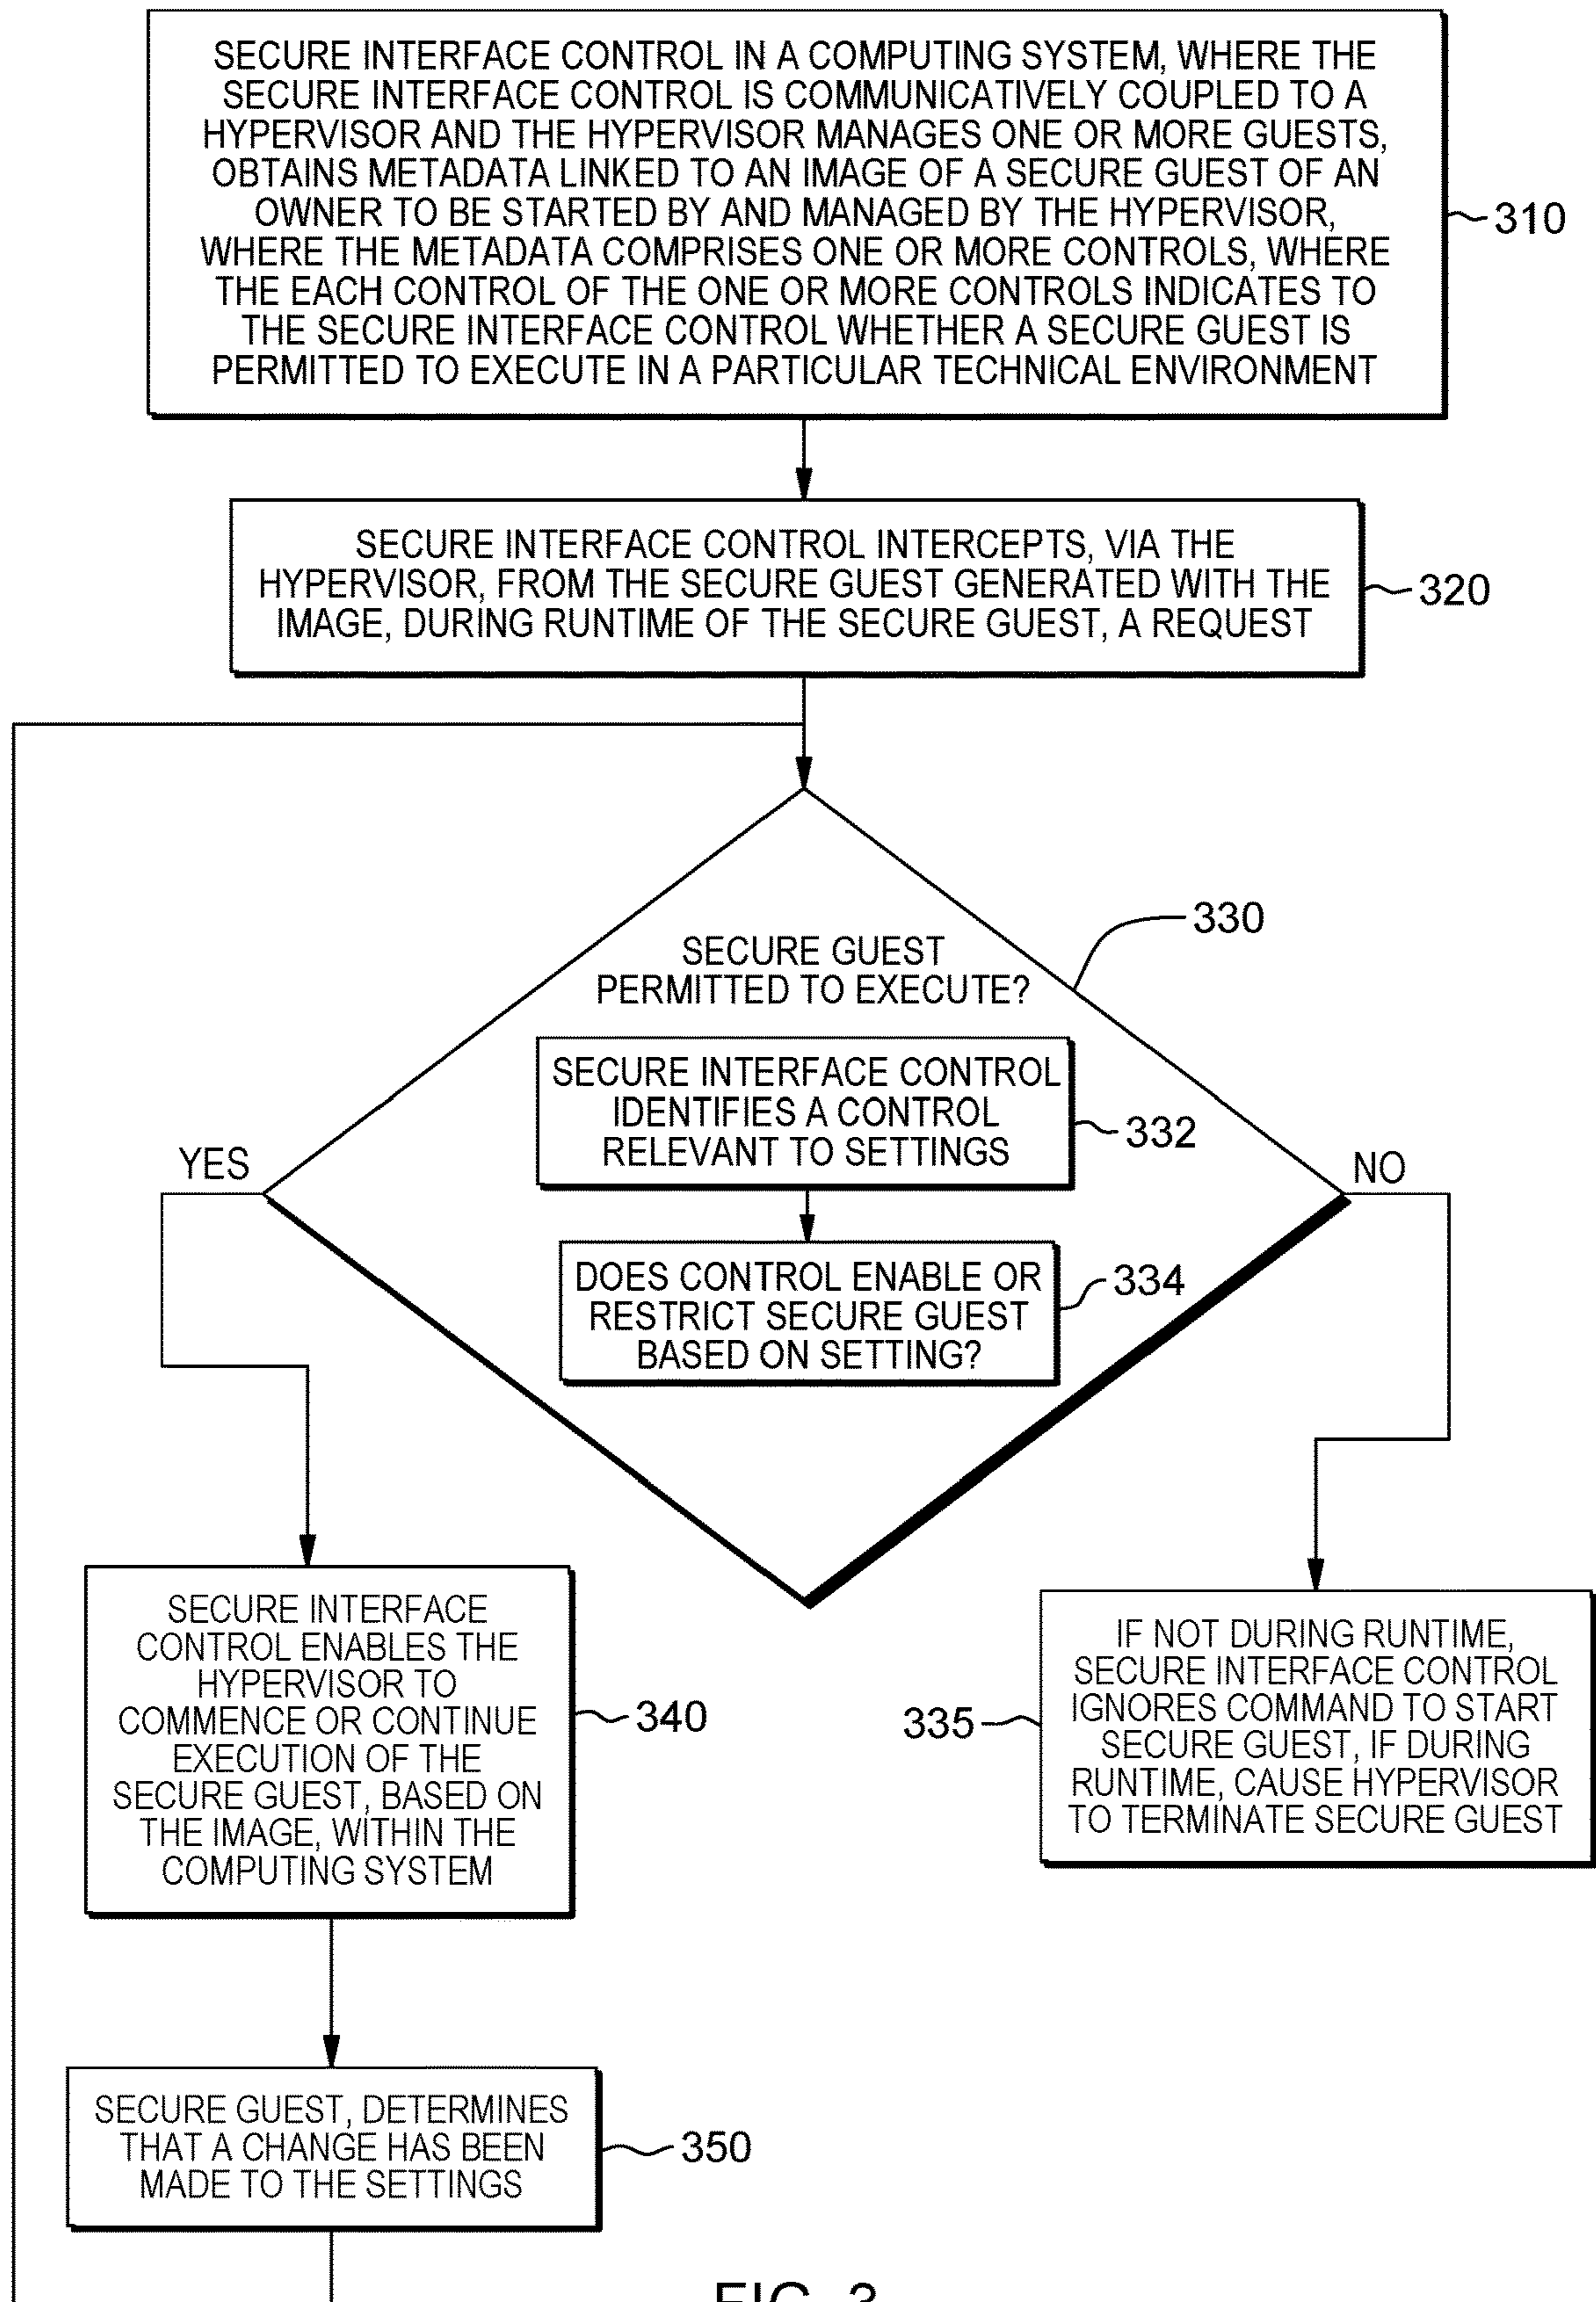 SECURE INTERFACE CONTROL IN A COMPUTING SYSTEM, WHERE THE
SECURE INTERFACE CONTROL IS COMMUNICATIVELY COUPLED TO A
HYPERVISOR AND THE HYPERVISOR MANAGES ONE OR MORE GUESTS,
OBTAINS METADATA LINKED TO AN IMAGE OF A SECURE GUEST OF AN
OWNER TO BE STARTED BY AND MANAGED BY THE HYPERVISOR,
WHERE THE METADATA COMPRISES ONE OR MORE CONTROLS, WHERE
THE EACH CONTROL OF THE ONE OR MORE CONTROLS INDICATES TO
THE SECURE INTERFACE CONTROL WHETHER A SECURE GUEST IS
PERMITTED TO EXECUTE IN A PARTICULAR TECHNICAL ENVIRONMENT
310
SECURE INTERFACE CONTROL INTERCEPTS, VIA THE
HYPERVISOR, FROM THE SECURE GUEST GENERATED WITH THE
IMAGE, DURING RUNTIME OF THE SECURE GUEST, A REQUEST
320
330
SECURE GUEST
PERMITTED TO EXECUTE?
SECURE INTERFACE CONTROL
IDENTIFIES A CONTROL
RELEVANT TO SETTINGS
332
YES
NO
DOES CONTROL ENABLE OR
RESTRICT SECURE GUEST
BASED ON SETTING?
334
SECURE INTERFACE
CONTROL ENABLES THE
HYPERVISOR TO
COMMENCE OR CONTINUE
EXECUTION OF THE
SECURE GUEST, BASED ON
THE IMAGE, WITHIN THE
COMPUTING SYSTEM
340
335
IF NOT DURING RUNTIME,
SECURE INTERFACE CONTROL
IGNORES COMMAND TO START
SECURE GUEST, IF DURING
RUNTIME, CAUSE HYPERVISOR
TO TERMINATE SECURE GUEST
SECURE GUEST, DETERMINES
THAT A CHANGE HAS BEEN
MADE TO THE SETTINGS
350
FIG. 3